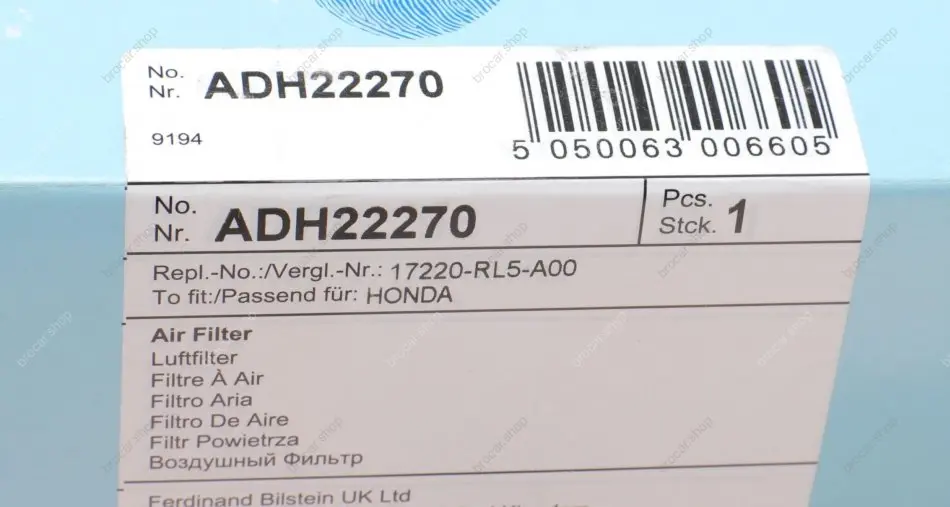 No.
Nr. ADH22270
9194
5 050063 006605
No.
Nr. ADH22270
Pcs.
Stck. 1
Repl.-No.:/Vergl.-Nr.: 17220-RL5-A00
To fit:/Passend für: HONDA
Air Filter
Luftfilter
Filtre À Air
Filtro Aria
Filtro De Aire
Filtr Powietrza
Воздушный Фильтр
Ferdinand Bilstein UK Ltd
brocar.shop